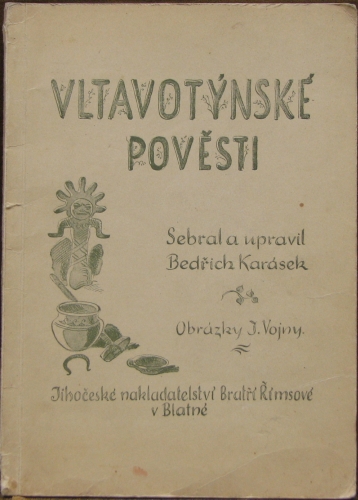 VLTAVOTÝNSKÉ
POVĚSTI
Sebral a upravil
Bedřich Karásek
Obrázky J. Vojny.
Jihočeské nakladatelství Bratří Římsové
v Blatné